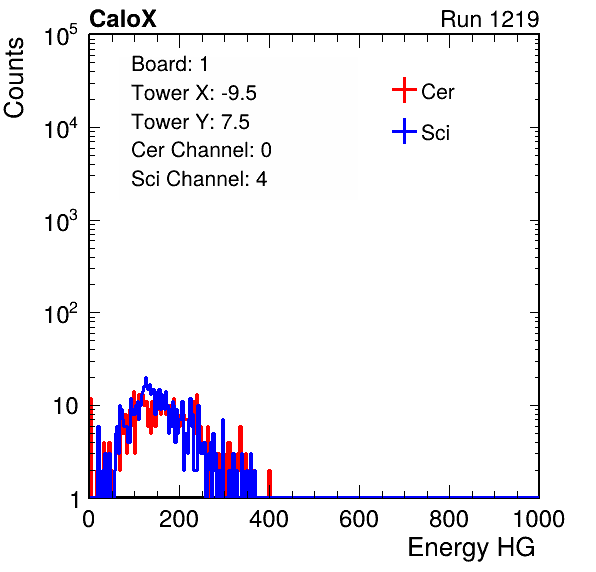 CaloX Run 1219
Counts
Board: 1
Tower X: -9.5
Tower Y: 7.5
Cer Channel: 0
Sci Channel: 4
Cer
Sci
10^5
10^4
10^3
10^2
10
1
0 200 400 600 800 1000
Energy HG